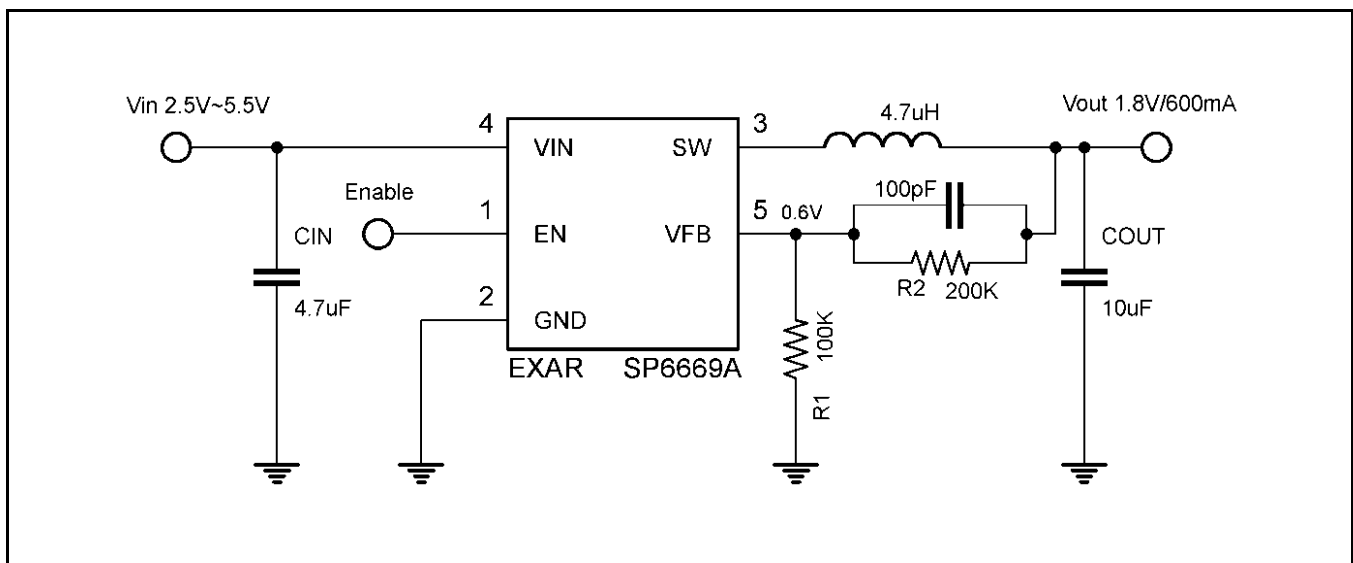 Vin 2.5V~5.5V
Vout 1.8V/600mA
4
3
4.7uH
VIN
SW
Enable
100pF
1
5
0.6V
CIN
EN
VFB
COUT
R2
200K
4.7uF
2
10uF
GND
100K
R1
EXAR
SP6669A